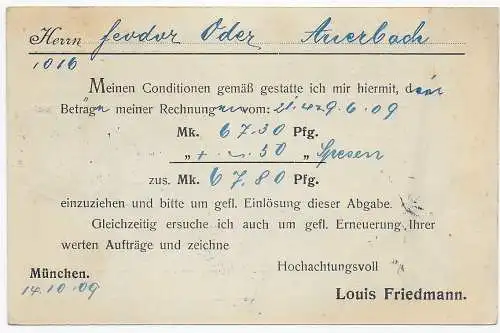 Herrn Feodor Oder Auerbach
1016
Meinen Conditionen gemäß gestatte ich mir hiermit, den
Beträgen meiner Rechnungen vom: 21.4 & 9.6.09
Mk. 67.30 Pfg.
„ + —.50 „ Spesen
zus. Mk. 67.80 Pfg.
einzuziehen und bitte um gefl. Einlösung dieser Abgabe.
Gleichzeitig ersuche ich auch um gefl. Erneuerung Ihrer
werten Aufträge und zeichne
Hochachtungsvoll
München.
14.10.09
Louis Friedmann.